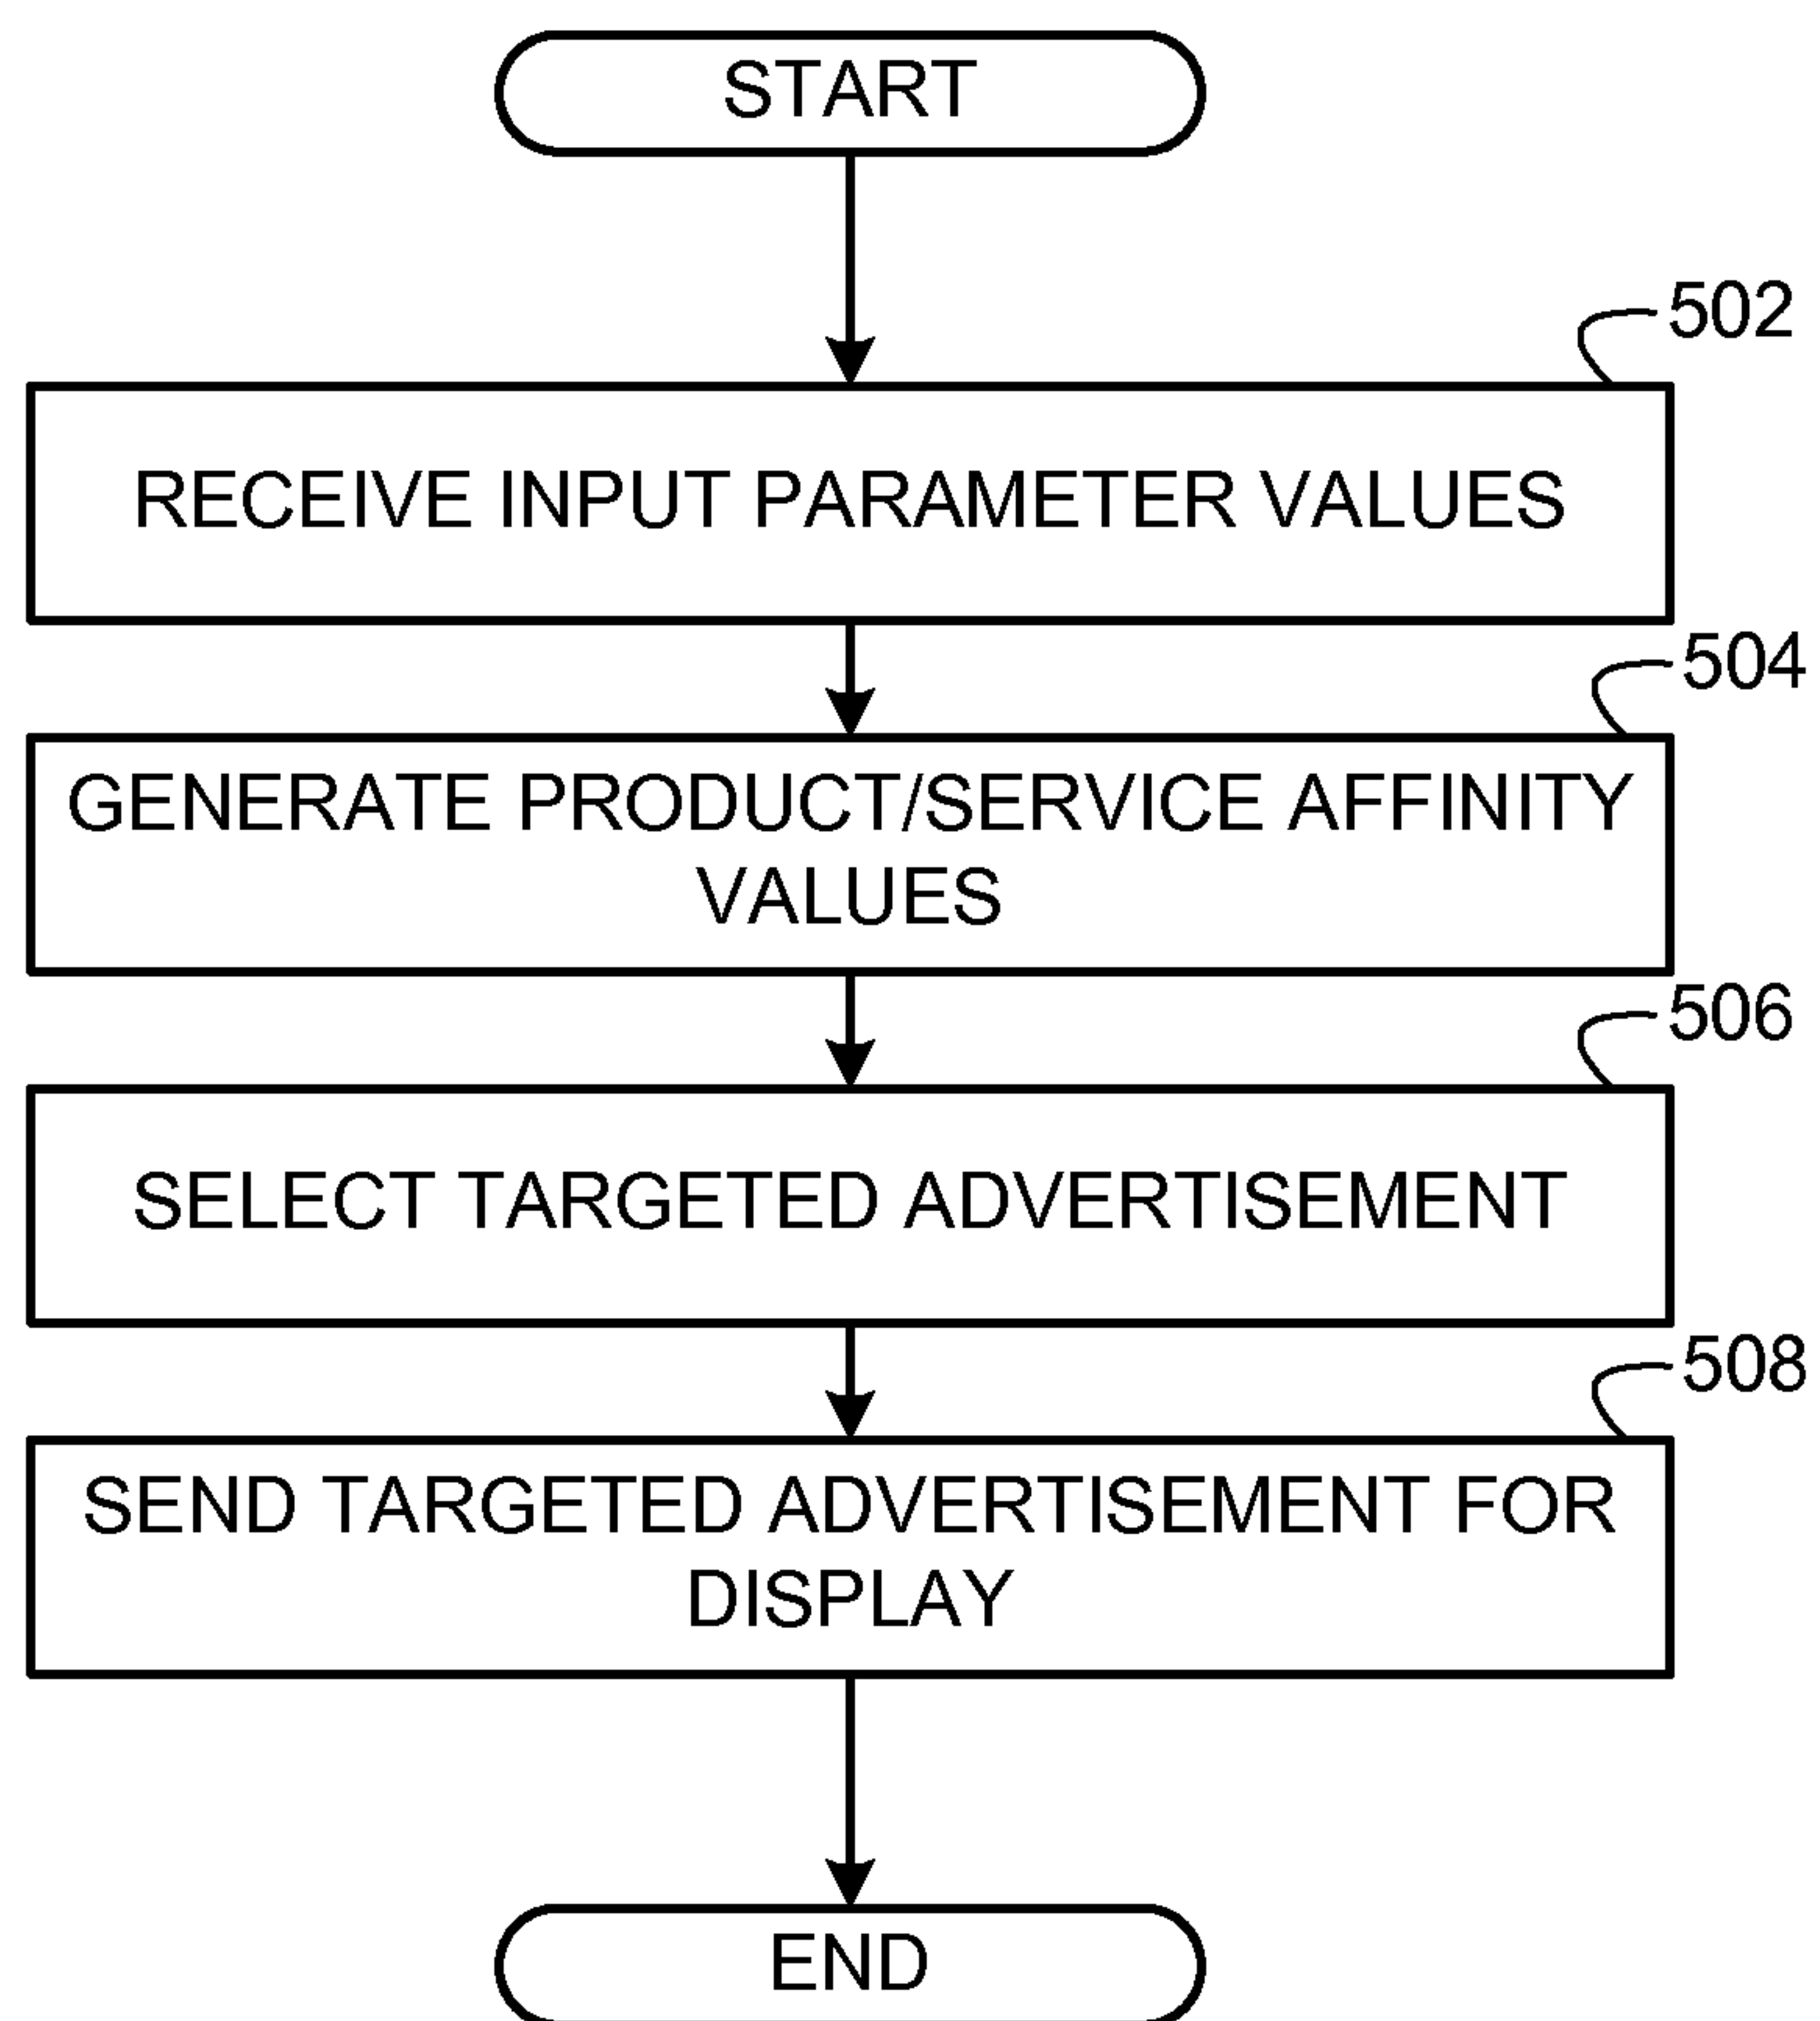 START
502
RECEIVE INPUT PARAMETER VALUES
504
GENERATE PRODUCT/SERVICE AFFINITY
VALUES
506
SELECT TARGETED ADVERTISEMENT
508
SEND TARGETED ADVERTISEMENT FOR
DISPLAY
END